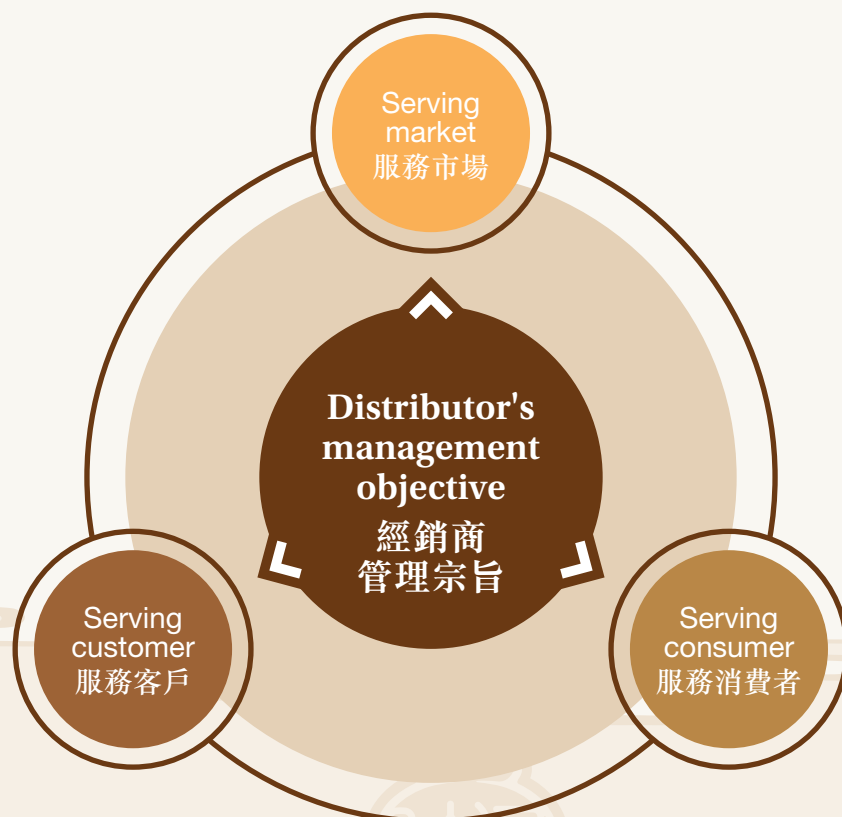 Serving
market
服務市場
Distributor's
management
objective
經銷商
管理宗旨
Serving
customer
服務客戶
Serving
consumer
服務消費者